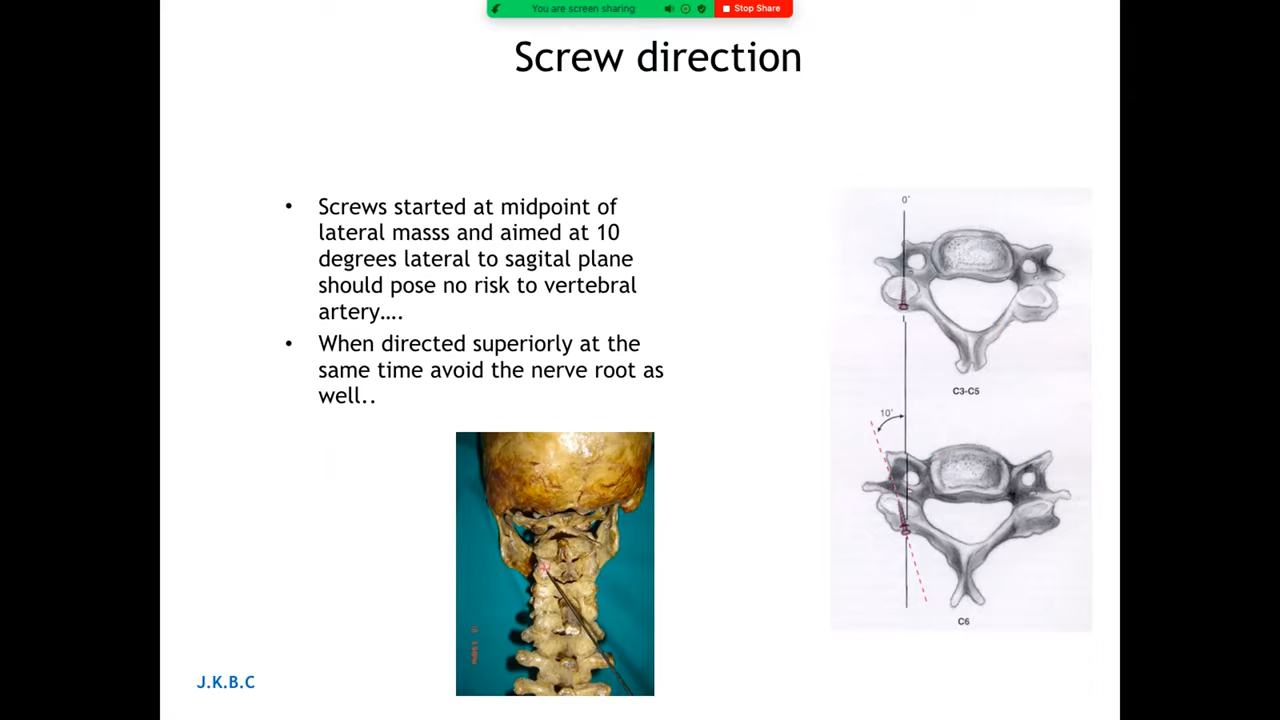 You are screen sharing
Stop Share
Screw direction
• Screws started at midpoint of
lateral masss and aimed at 10
degrees lateral to sagital plane
should pose no risk to vertebral
artery….
• When directed superiorly at the
same time avoid the nerve root as
well..
0°
C3-C5
10°
C6
J.K.B.C